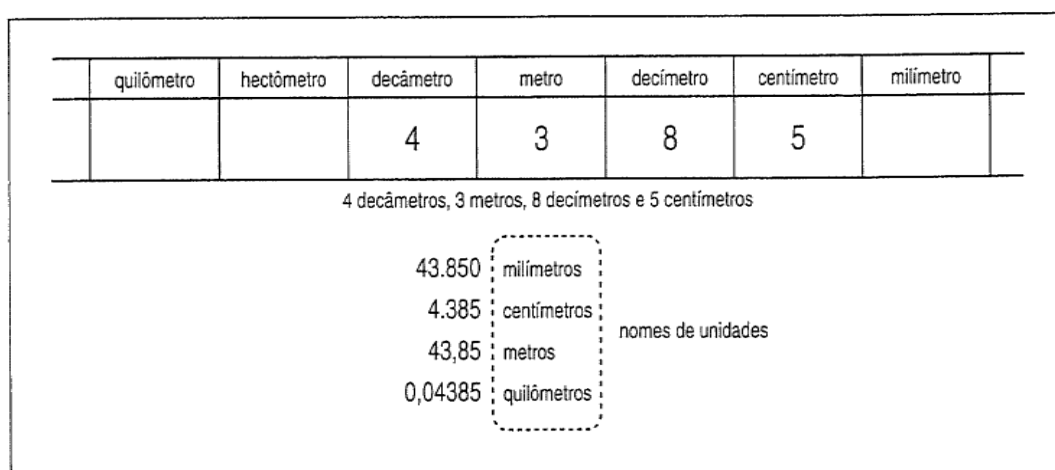 quilômetro hectômetro decâmetro metro decímetro centímetro milímetro
4 3 8 5
4 decâmetros, 3 metros, 8 decímetros e 5 centímetros
43.850 milímetros
4.385 centímetros
nomes de unidades
43,85 metros
0,04385 quilômetros